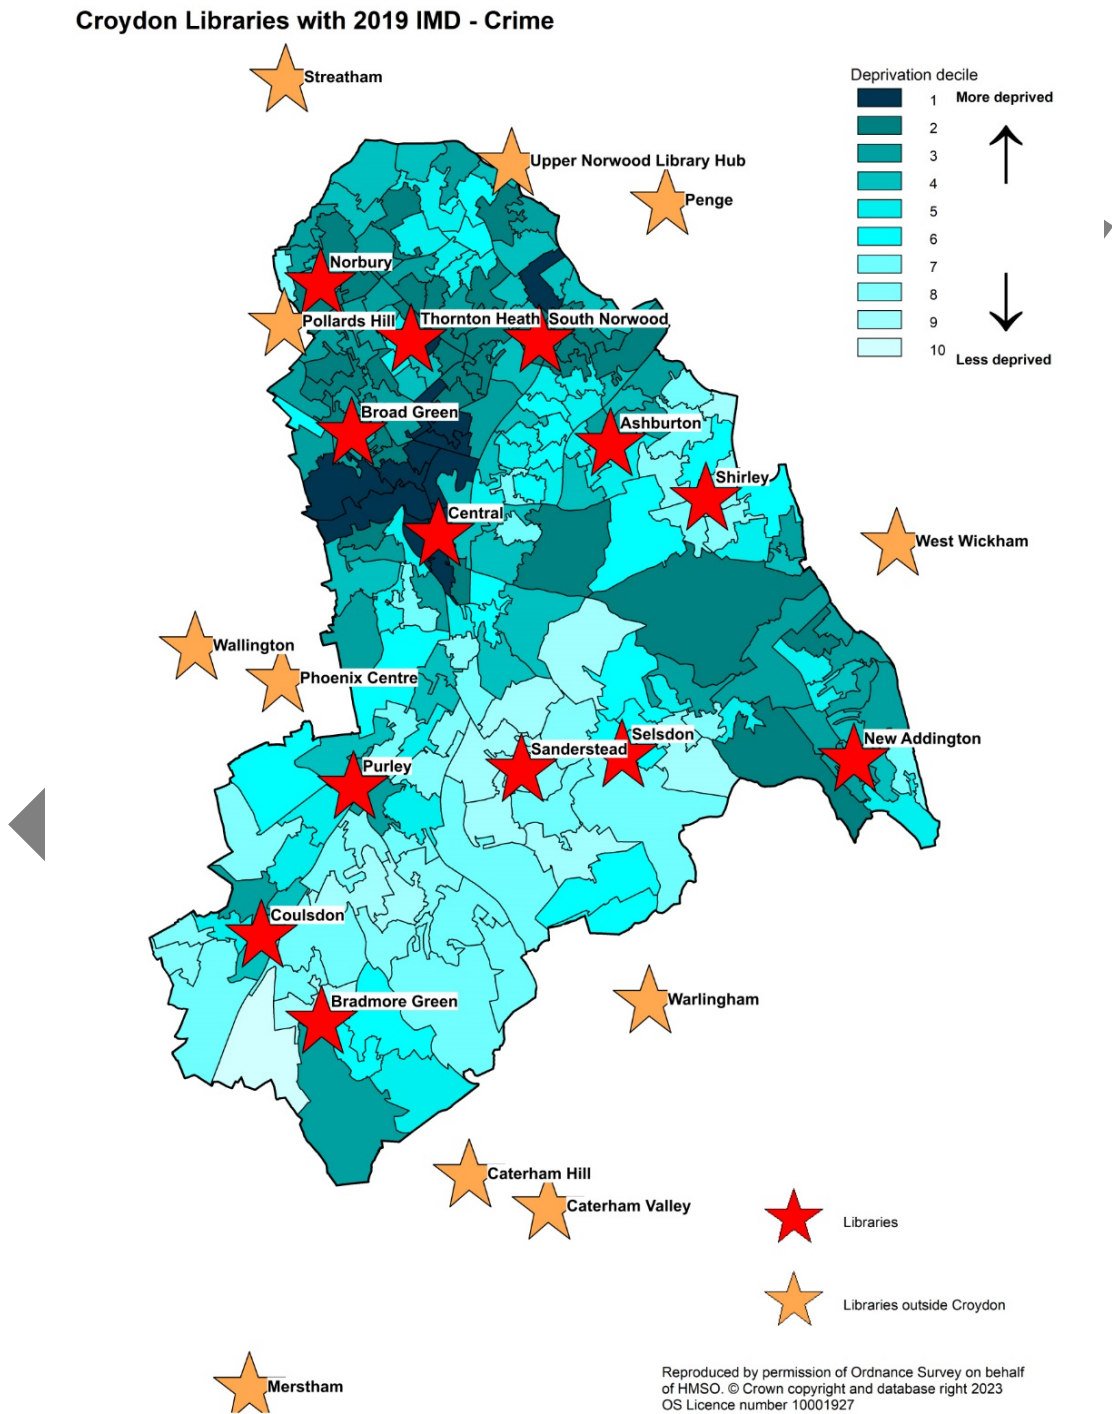 Croydon Libraries with 2019 IMD - Crime
Streatham
Deprivation decile
1 More deprived
2
3
4
5
6
7
8
9
10
Less deprived
Upper Norwood Library Hub
Penge
Norbury
Pollards Hill
Thornton Heath
South Norwood
Broad Green
Ashburton
Shirley
Central
West Wickham
Wallington
Phoenix Centre
Selsdon
New Addington
Sanderstead
Purley
Coulsdon
Bradmore Green
Warlingham
Caterham Hill
Caterham Valley
Libraries
Libraries outside Croydon
Merstham
Reproduced by permission of Ordnance Survey on behalf
of HMSO. © Crown copyright and database right 2023
OS Licence number 10001927